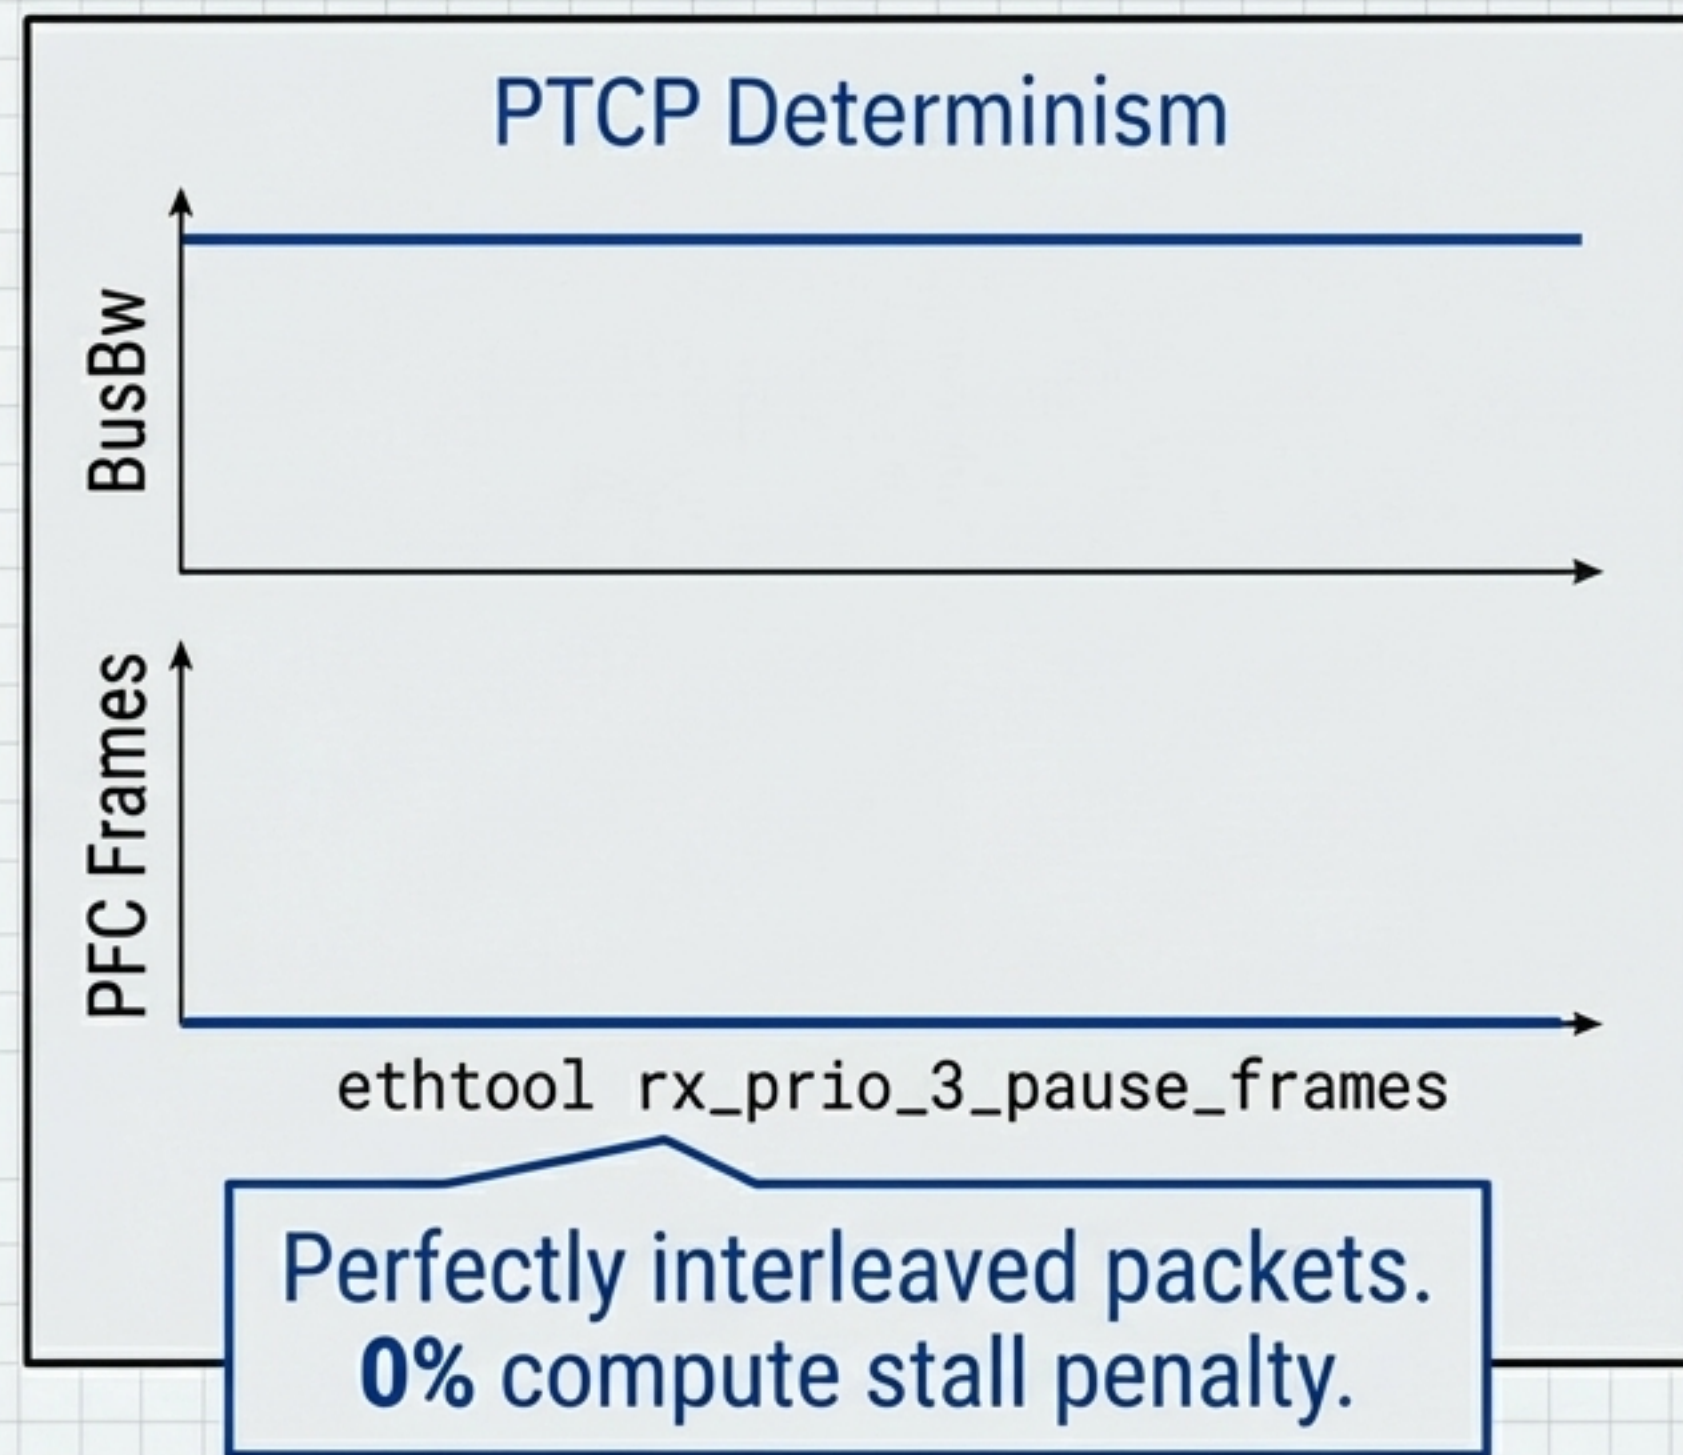 PTCP Determinism
BusBw
PFC Frames
ethtool rx_prio_3_pause_frames
Perfectly interleaved packets.
0% compute stall penalty.